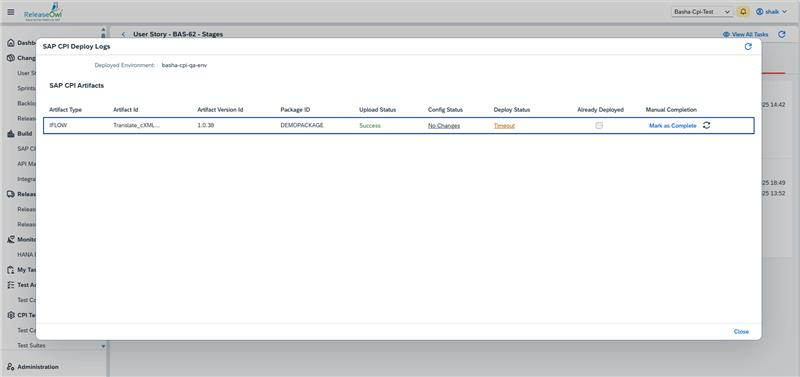 ReleaseOwl
Basha-Cpi-Test
shaik
Dashbo
User Story - BAS-62 - Stages
View All Tasks
SAP CPI Deploy Logs
Deployed Environment: basha-cpi-qa-env
SAP CPI Artifacts
Artifact Type Artifact Id Artifact Version Id Package ID Upload Status Config Status Deploy Status Already Deployed Manual Completion
IFLOW Translate_cXML... 1.0.38 DEMOPACKAGE Success No Changes Timeout Mark as Complete
Close
Chang
User St
Sprints
Backlo
Releas
Build
SAP CP
API Ma
Integra
Releas
Releas
Releas
Monito
HANA I
My Tas
Test Au
Test Co
CPI Te
Test Ca
Test Suites
Administration
25 14:42
25 18:49
25 13:52